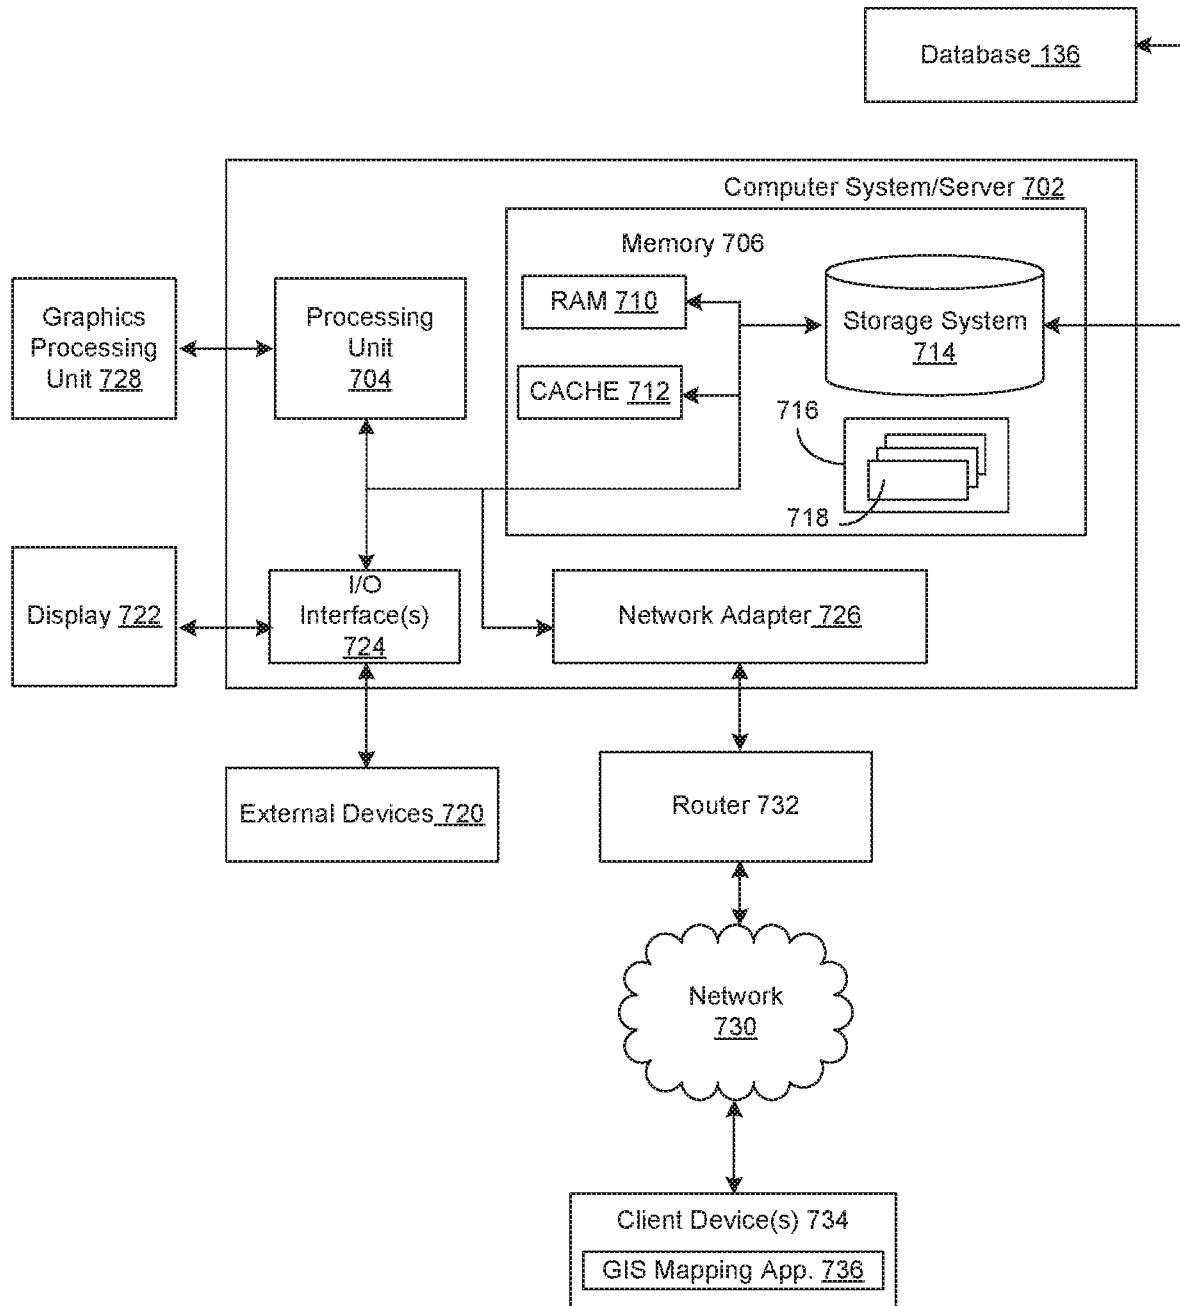 Database 136
Computer System/Server 702
Memory 706
RAM 710
CACHE 712
Storage System
714
716
718
Graphics
Processing
Unit 728
Processing
Unit
704
Display 722
I/O
Interface(s)
724
Network Adapter 726
External Devices 720
Router 732
Network
730
Client Device(s) 734
GIS Mapping App. 736